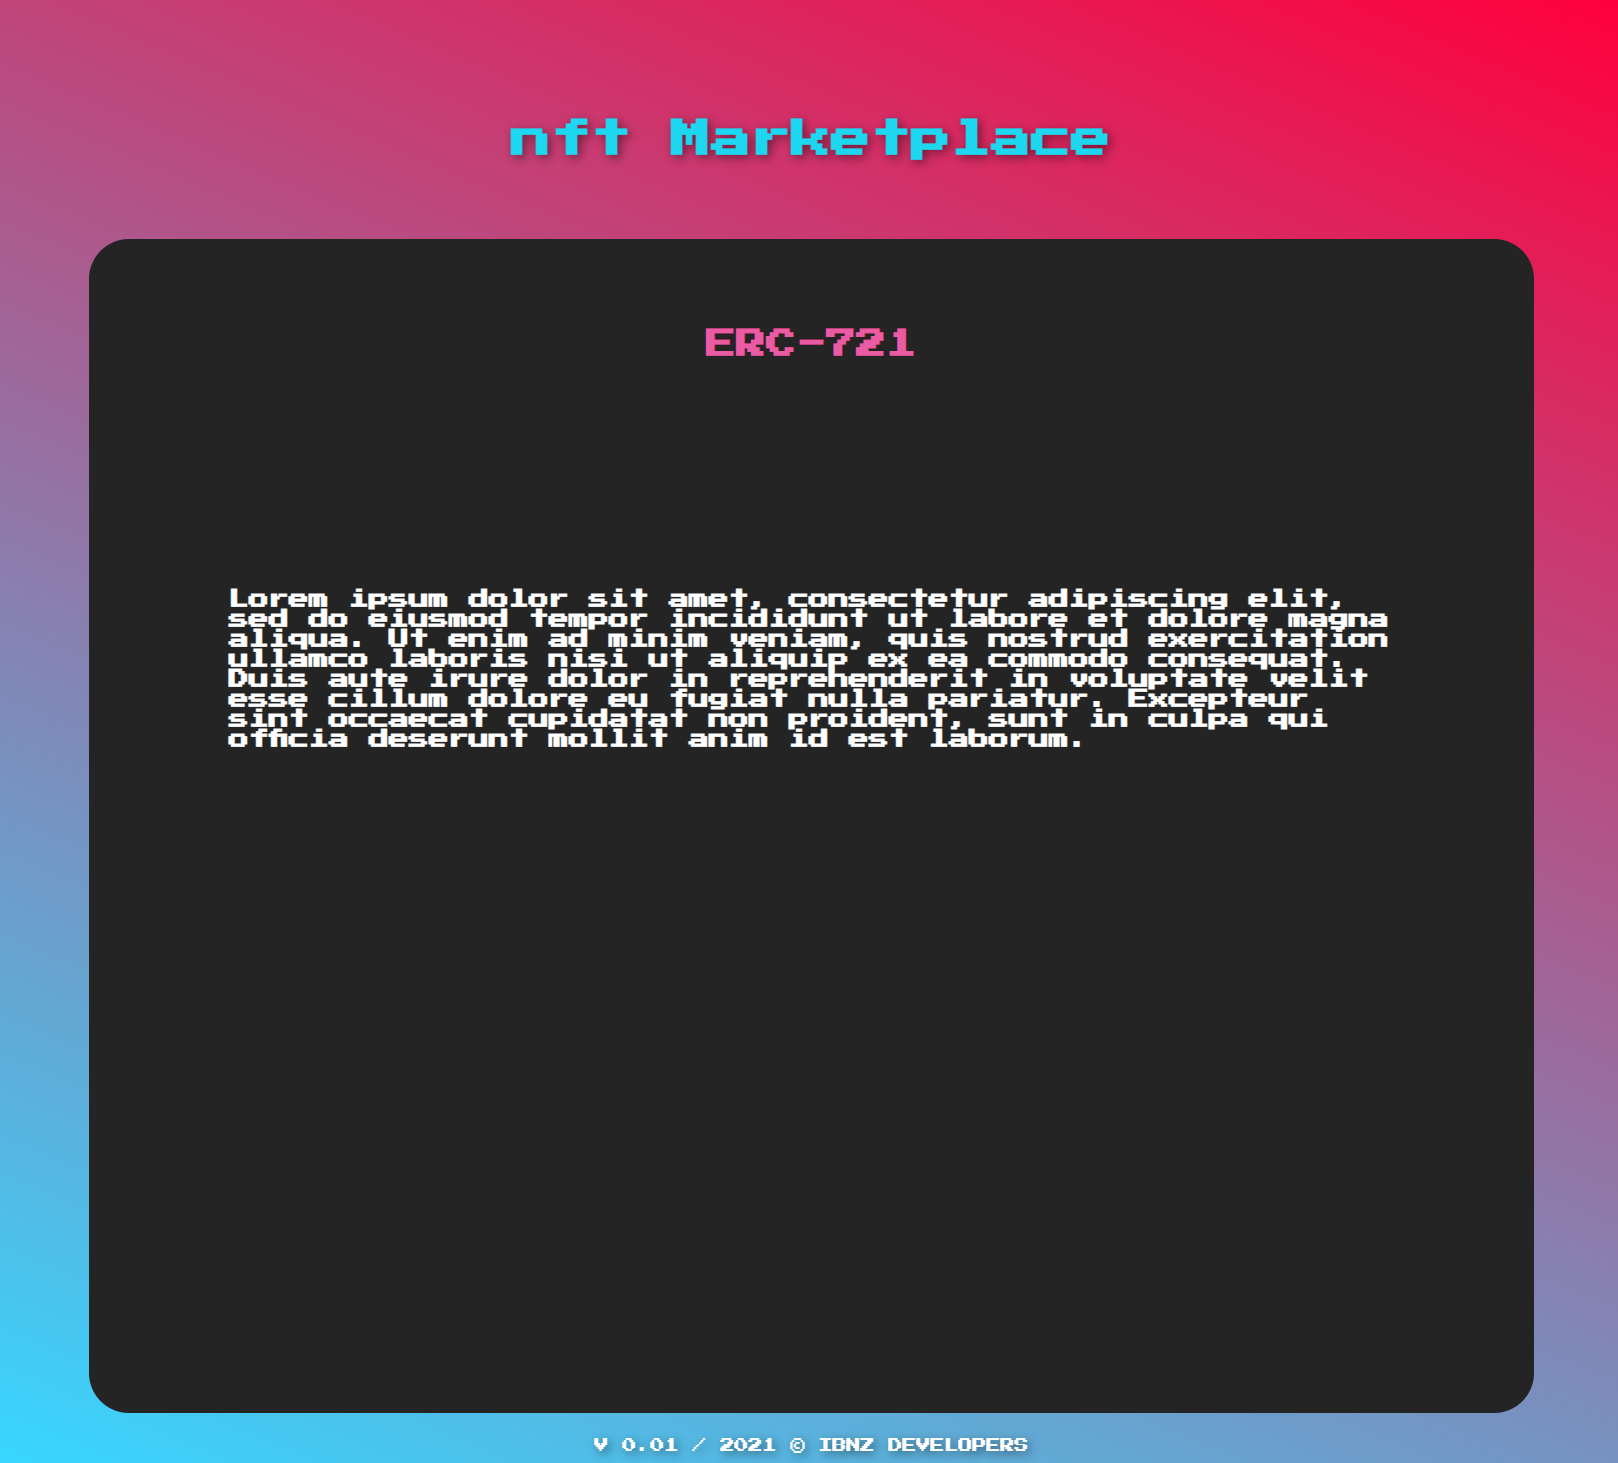 nft Marketplace
ERC-721
Lorem ipsum dolor sit amet, consectetur adipiscing elit,
sed do eiusmod tempor incididunt ut labore et dolore magna
aliqua. Ut enim ad minim veniam, quis nostrud exercitation
ullamco laboris nisi ut aliquip ex ea commodo consequat.
Duis aute irure dolor in reprehenderit in voluptate velit
esse cillum dolore eu fugiat nulla pariatur. Excepteur
sint occaecat cupidatat non proident, sunt in culpa qui
officia deserunt mollit anim id est laborum.
V 0.01 / 2021 © IBNZ DEVELOPERS